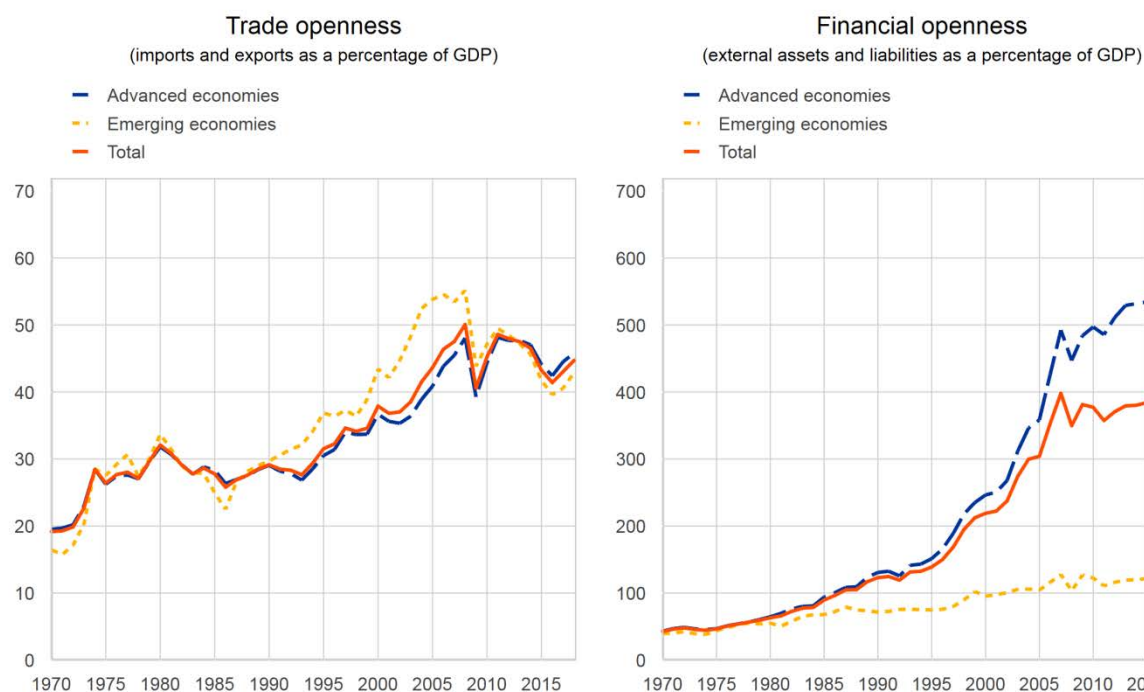 Trade openness
(imports and exports as a percentage of GDP)
Advanced economies
Emerging economies
Total
70
60
50
40
30
20
10
0
1970 1975 1980 1985 1990 1995 2000 2005 2010 2015
Financial openness
(external assets and liabilities as a percentage of GDP)
Advanced economies
Emerging economies
Total
700
600
500
400
300
200
100
0
1970 1975 1980 1985 1990 1995 2000 2005 2010